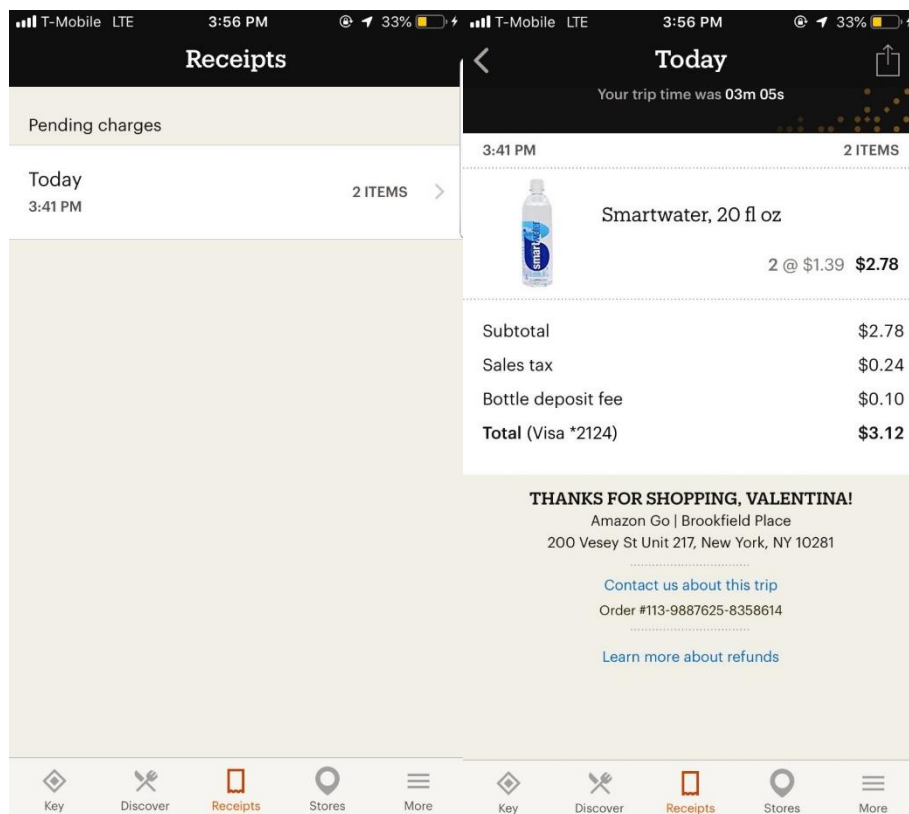 T-Mobile LTE 3:56 PM 33%
Receipts
Pending charges
Today
3:41 PM 2 ITEMS
Key Discover Receipts Stores More
T-Mobile LTE 3:56 PM 33%
Today
Your trip time was 03m 05s
3:41 PM 2 ITEMS
smartwater
Smartwater, 20 fl oz
2 @ $1.39 $2.78
Subtotal $2.78
Sales tax $0.24
Bottle deposit fee $0.10
Total (Visa *2124) $3.12
THANKS FOR SHOPPING, VALENTINA!
Amazon Go | Brookfield Place
200 Vesey St Unit 217, New York, NY 10281
Contact us about this trip
Order #113-9887625-8358614
Learn more about refunds
Key Discover Receipts Stores More